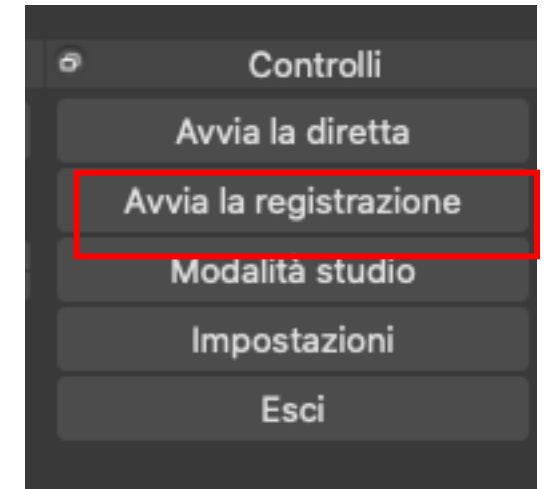 Controlli
Avvia la diretta
Avvia la registrazione
Modalità studio
Impostazioni
Esci